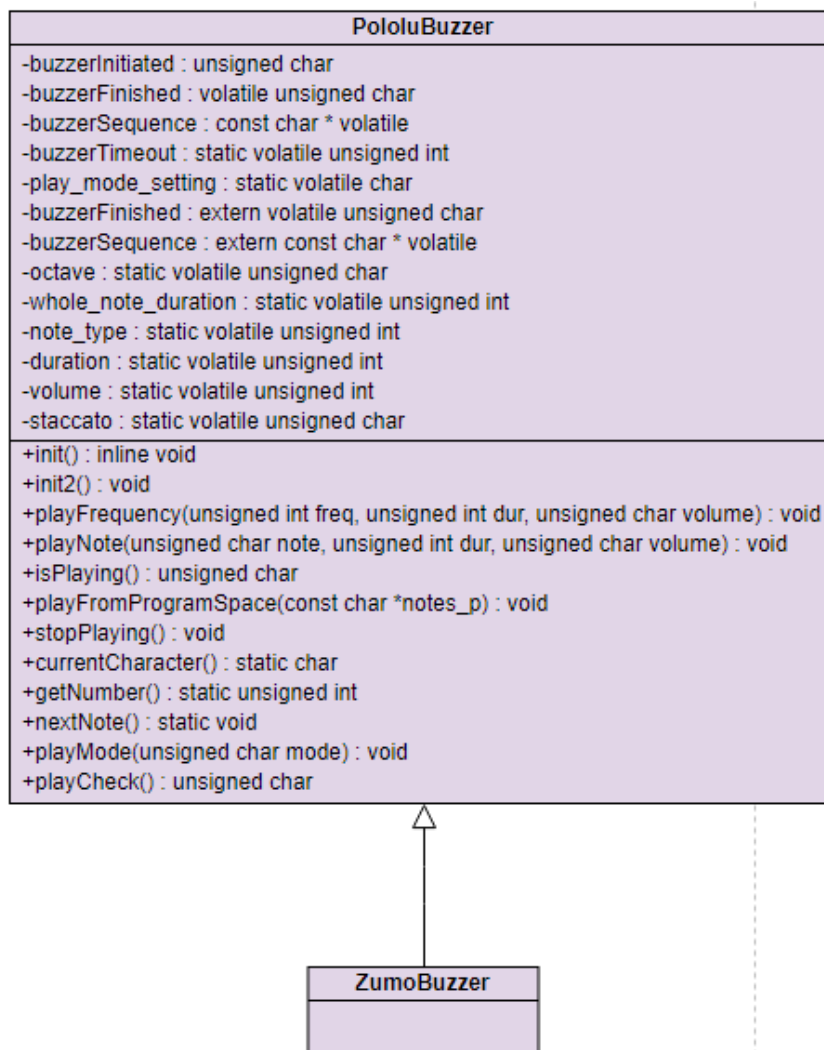 PololuBuzzer
-buzzerInitiated : unsigned char
-buzzerFinished : volatile unsigned char
-buzzerSequence : const char * volatile
-buzzerTimeout : static volatile unsigned int
-play_mode_setting : static volatile char
-buzzerFinished : extern volatile unsigned char
-buzzerSequence : extern const char * volatile
-octave : static volatile unsigned char
-whole_note_duration : static volatile unsigned int
-note_type : static volatile unsigned int
-duration : static volatile unsigned int
-volume : static volatile unsigned int
-staccato : static volatile unsigned char
+init() : inline void
+init2() : void
+playFrequency(unsigned int freq, unsigned int dur, unsigned char volume) : void
+playNote(unsigned char note, unsigned int dur, unsigned char volume) : void
+isPlaying() : unsigned char
+playFromProgramSpace(const char *notes_p) : void
+stopPlaying() : void
+currentCharacter() : static char
+getNumber() : static unsigned int
+nextNote() : static void
+playMode(unsigned char mode) : void
+playCheck() : unsigned char
ZumoBuzzer